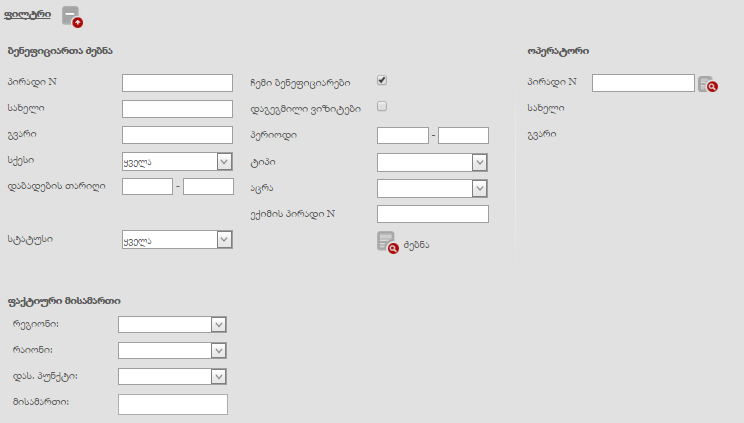 ფილტრი
ბენეფიციართა ძებნა
პირადი N
სახელი
გვარი
სქესი ყველა
დაბადების თარიღი -
სტატუსი ყველა
ჩემი ბენეფიციარები
დაგეგმილი ვიზიტები
პერიოდი -
ტიპი
აცრა
ექიმის პირადი N
ძებნა
ოპერატორი
პირადი N
სახელი
გვარი
ფაქტიური მისამართი
რეგიონი:
რაიონი:
დას. პუნქტი:
მისამართი: